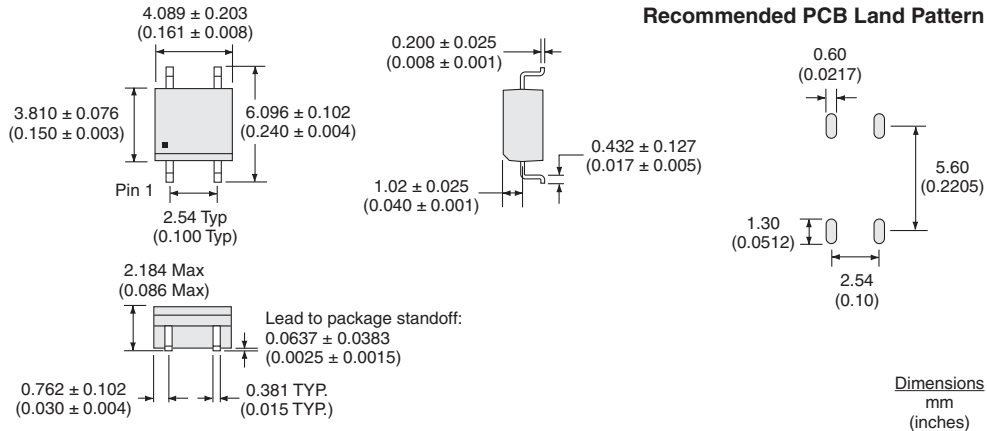 4.089 ± 0.203
(0.161 ± 0.008)
3.810 ± 0.076
(0.150 ± 0.003)
6.096 ± 0.102
(0.240 ± 0.004)
Pin 1
2.54 Typ
(0.100 Typ)
0.200 ± 0.025
(0.008 ± 0.001)
0.432 ± 0.127
(0.017 ± 0.005)
1.02 ± 0.025
(0.040 ± 0.001)
Recommended PCB Land Pattern
0.60
(0.0217)
5.60
(0.2205)
1.30
(0.0512)
2.54
(0.10)
2.184 Max
(0.086 Max)
Lead to package standoff:
0.0637 ± 0.0383
(0.0025 ± 0.0015)
0.762 ± 0.102
(0.030 ± 0.004)
0.381 TYP.
(0.015 TYP.)
Dimensions
mm
(inches)